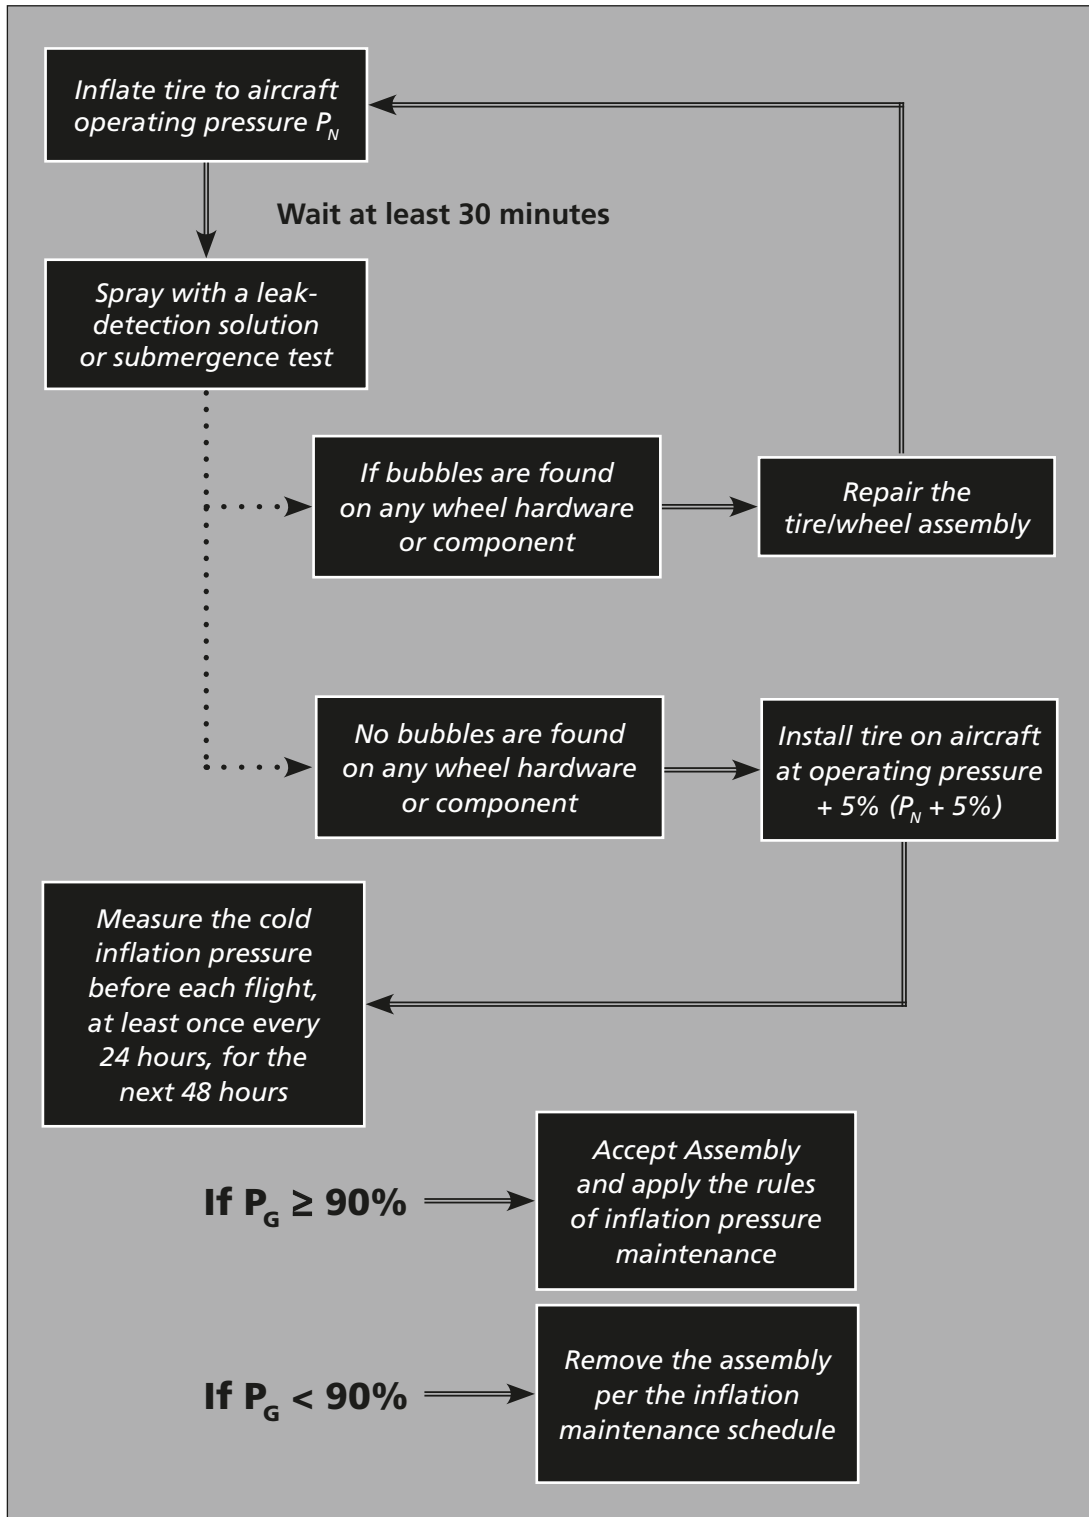 Inflate tire to aircraft
operating pressure P_N
Wait at least 30 minutes
Spray with a leak-
detection solution
or submergence test
If bubbles are found
on any wheel hardware
or component
Repair the
tire/wheel assembly
No bubbles are found
on any wheel hardware
or component
Install tire on aircraft
at operating pressure
+ 5% (P_N + 5%)
Measure the cold
inflation pressure
before each flight,
at least once every
24 hours, for the
next 48 hours
If P_G ≥ 90%
Accept Assembly
and apply the rules
of inflation pressure
maintenance
If P_G < 90%
Remove the assembly
per the inflation
maintenance schedule